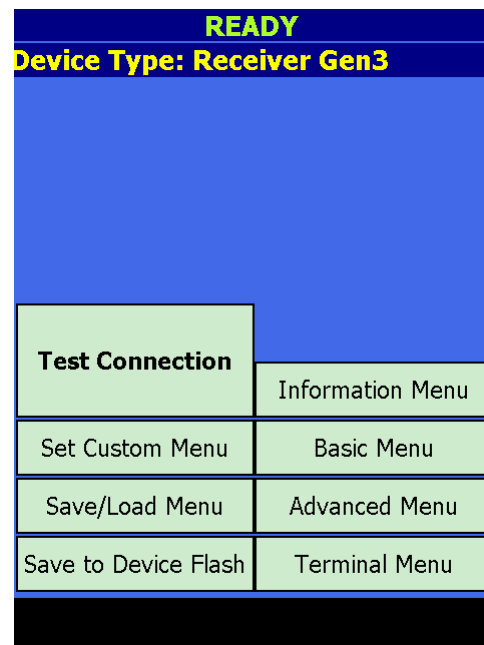 READY
Device Type: Receiver Gen3
Test Connection
Information Menu
Set Custom Menu
Basic Menu
Save/Load Menu
Advanced Menu
Save to Device Flash
Terminal Menu